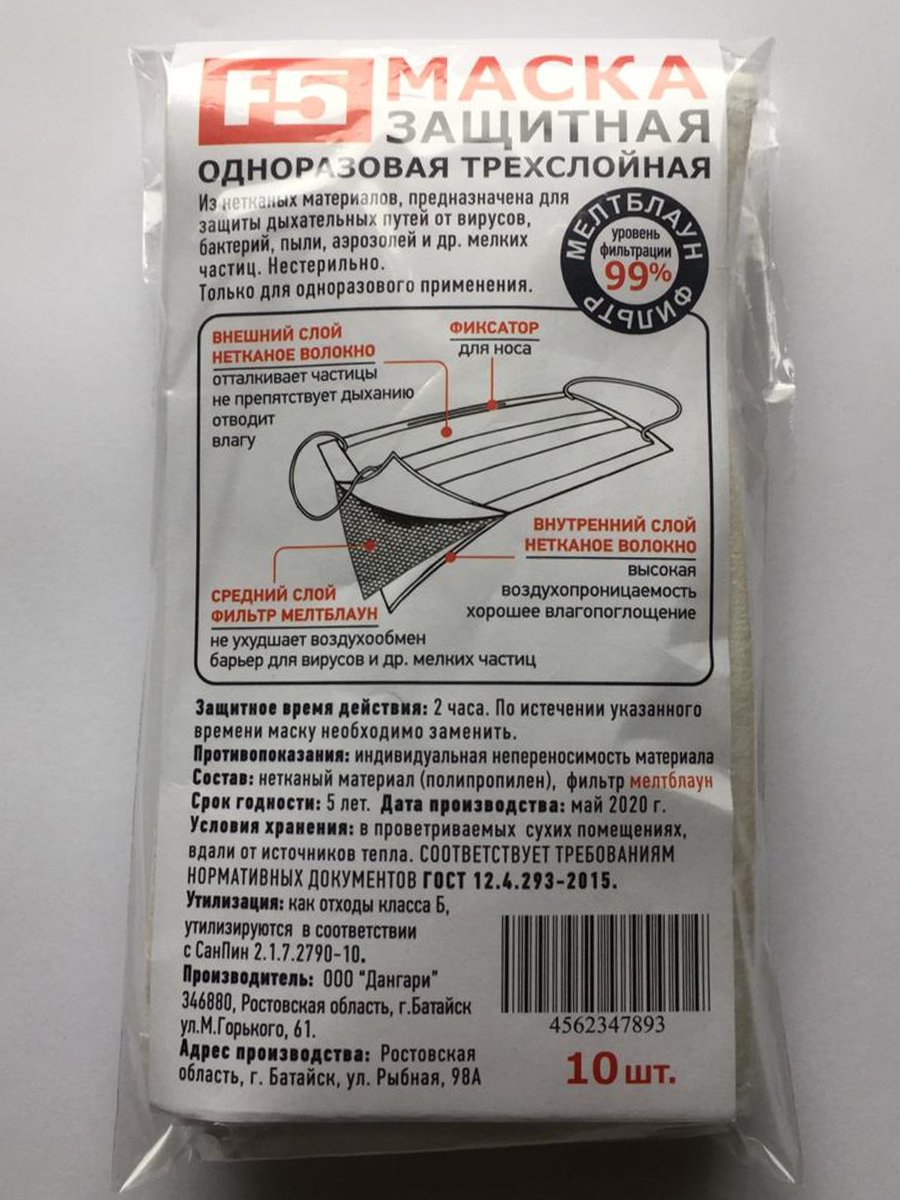 F5
МАСКА
ЗАЩИТНАЯ
ОДНОРАЗОВАЯ ТРЕХСЛОЙНАЯ
Из нетканых материалов, предназначена для
защиты дыхательных путей от вирусов,
бактерий, пыли, аэрозолей и др. мелких
частиц. Нестерильно.
Только для одноразового применения.
МЕЛТБЛАУН
уровень
фильтрации
99%
ФИЛЬТР
ВНЕШНИЙ СЛОЙ
НЕТКАНОЕ ВОЛОКНО
отталкивает частицы
не препятствует дыханию
отводит
влагу
ФИКСАТОР
для носа
ВНУТРЕННИЙ СЛОЙ
НЕТКАНОЕ ВОЛОКНО
высокая
воздухопроницаемость
хорошее влагопоглощение
СРЕДНИЙ СЛОЙ
ФИЛЬТР МЕЛТБЛАУН
не ухудшает воздухообмен
барьер для вирусов и др. мелких частиц
Защитное время действия: 2 часа. По истечении указанного
времени маску необходимо заменить.
Противопоказания: индивидуальная непереносимость материала
Состав: нетканый материал (полипропилен), фильтр мелтблаун
Срок годности: 5 лет. Дата производства: май 2020 г.
Условия хранения: в проветриваемых сухих помещениях,
вдали от источников тепла. СООТВЕТСТВУЕТ ТРЕБОВАНИЯМ
НОРМАТИВНЫХ ДОКУМЕНТОВ ГОСТ 12.4.293-2015.
Утилизация: как отходы класса Б,
утилизируются в соответствии
с СанПин 2.1.7.2790-10.
Производитель: ООО "Дангари"
346880, Ростовская область, г.Батайск
ул.М.Горького, 61.
Адрес производства: Ростовская
область, г. Батайск, ул. Рыбная, 98А
4562347893
10 шт.